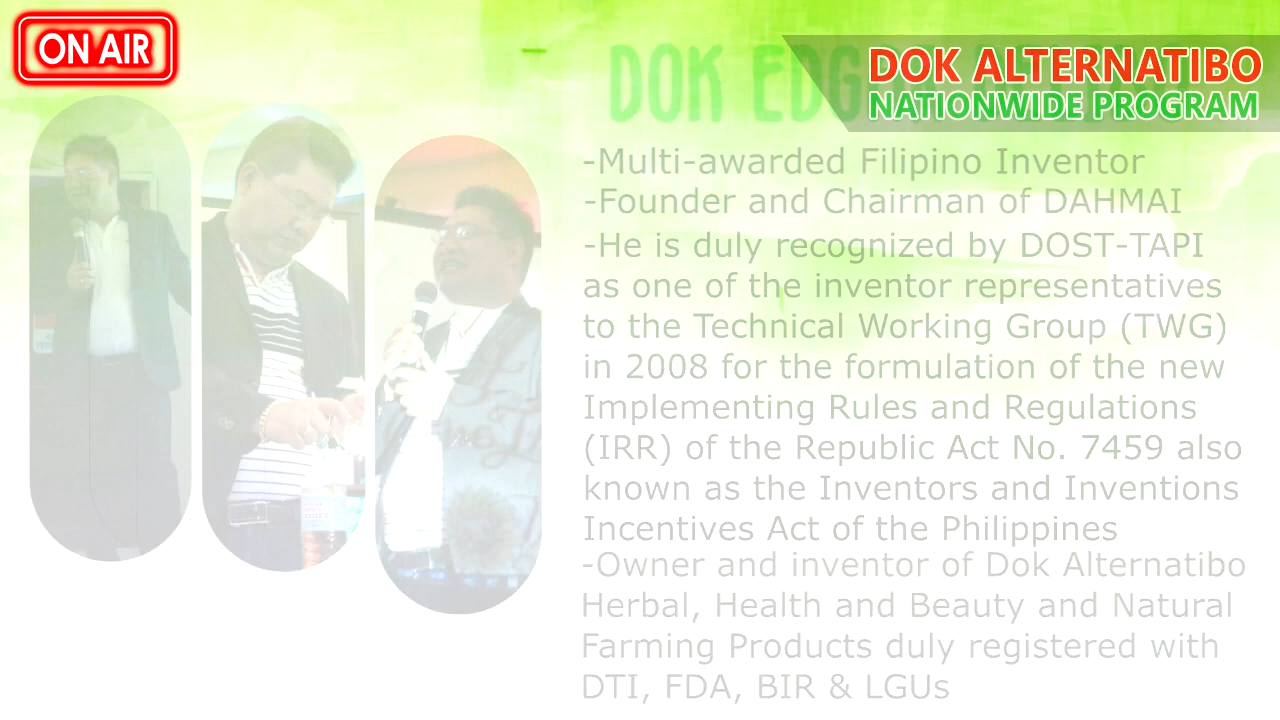 ON AIR
DOK EDG
DOK ALTERNATIBO
NATIONWIDE PROGRAM
-Multi-awarded Filipino Inventor
-Founder and Chairman of DAHMAI
-He is duly recognized by DOST-TAPI
as one of the inventor representatives
to the Technical Working Group (TWG)
in 2008 for the formulation of the new
Implementing Rules and Regulations
(IRR) of the Republic Act No. 7459 also
known as the Inventors and Inventions
Incentives Act of the Philippines
-Owner and inventor of Dok Alternatibo
Herbal, Health and Beauty and Natural
Farming Products duly registered with
DTI, FDA, BIR & LGUs